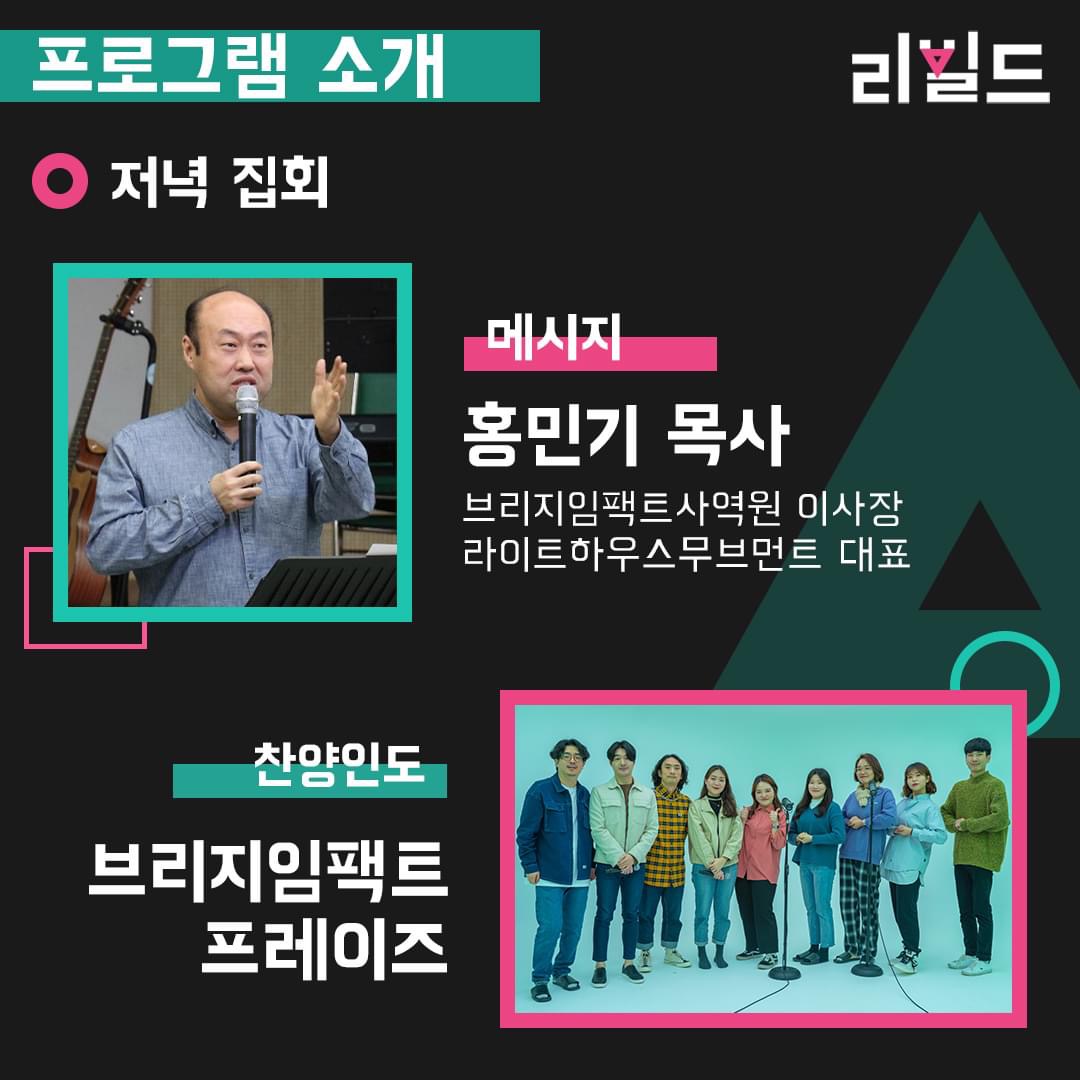 프로그램 소개
리빌드
저녁 집회
메시지
홍민기 목사
브리지임팩트사역원 이사장
라이트하우스무브먼트 대표
찬양인도
브리지임팩트
프레이즈